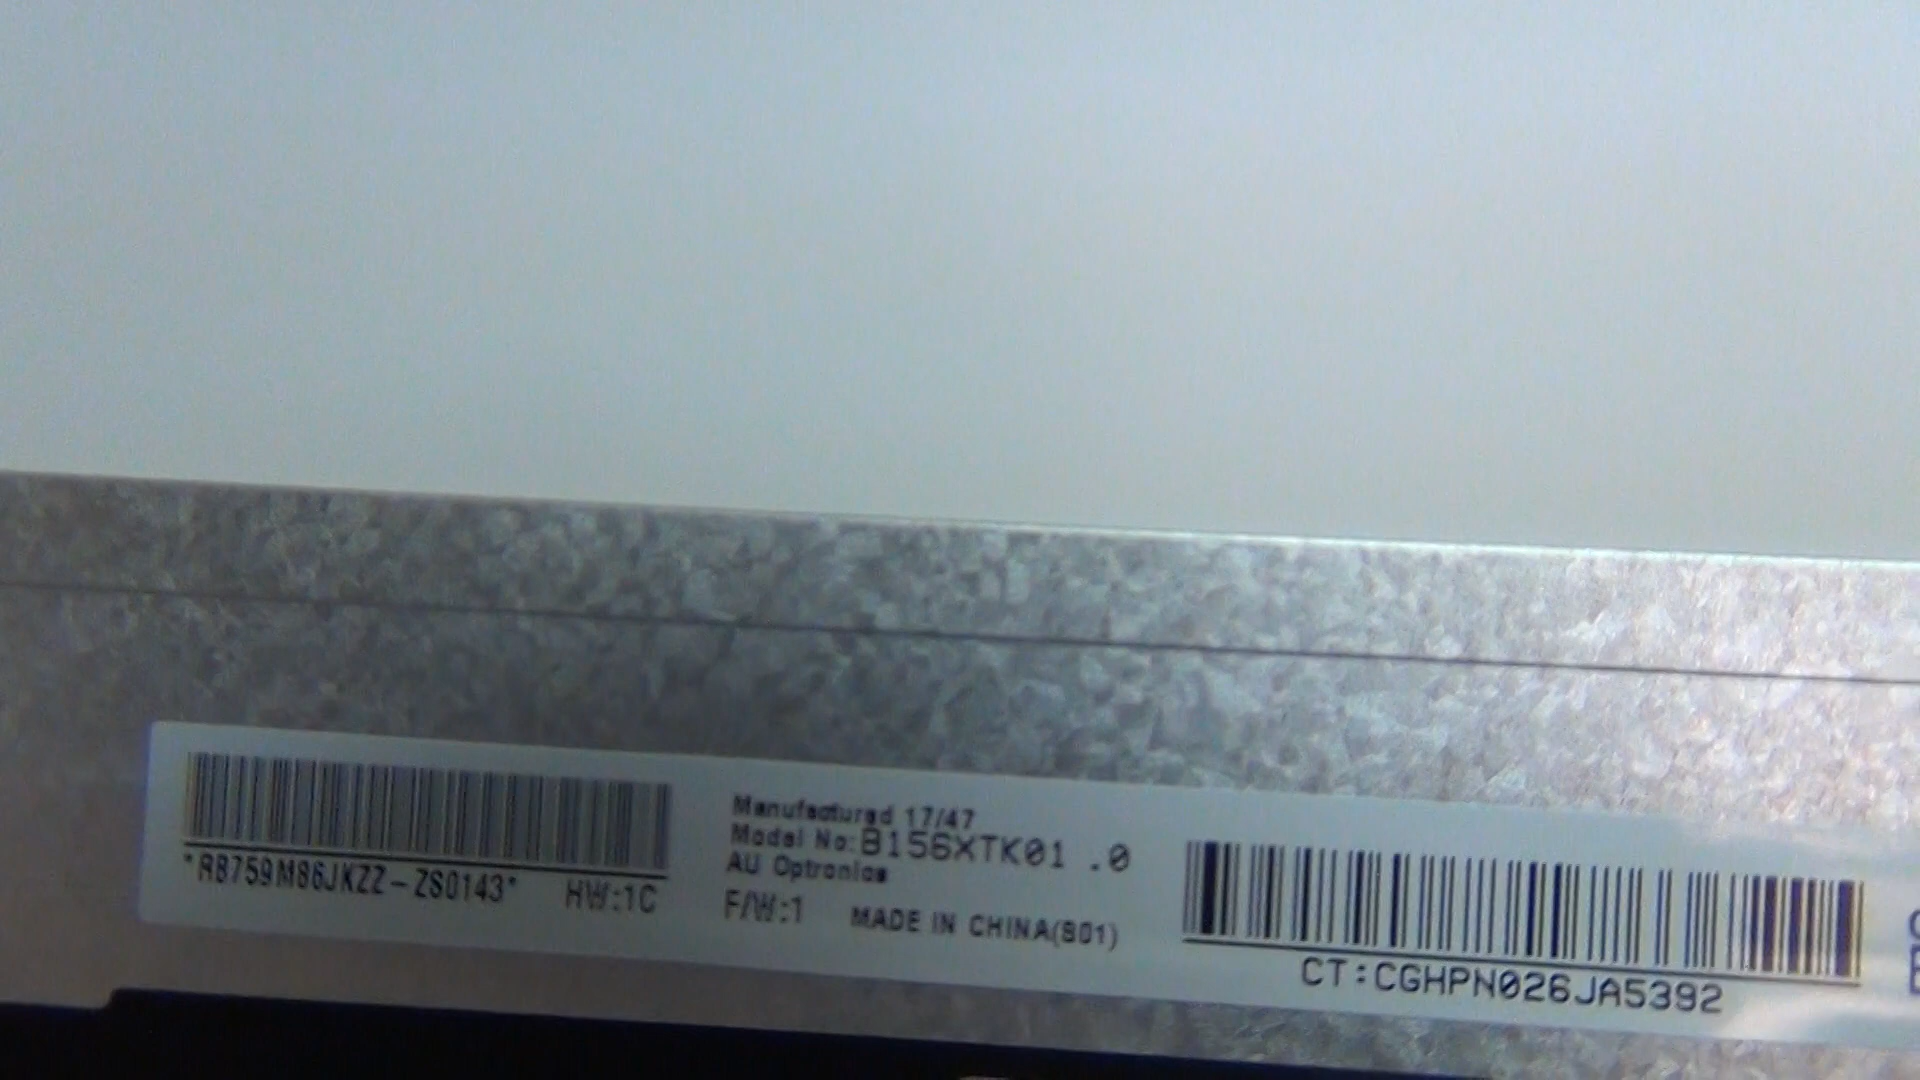 *RB759M86JKZZ-ZS0143*
HW:1C
Manufactured 17/47
Model No:B156XTK01 .0
AU Optronics
F/W:1 MADE IN CHINA(S01)
CT:CGHPN026JA5392